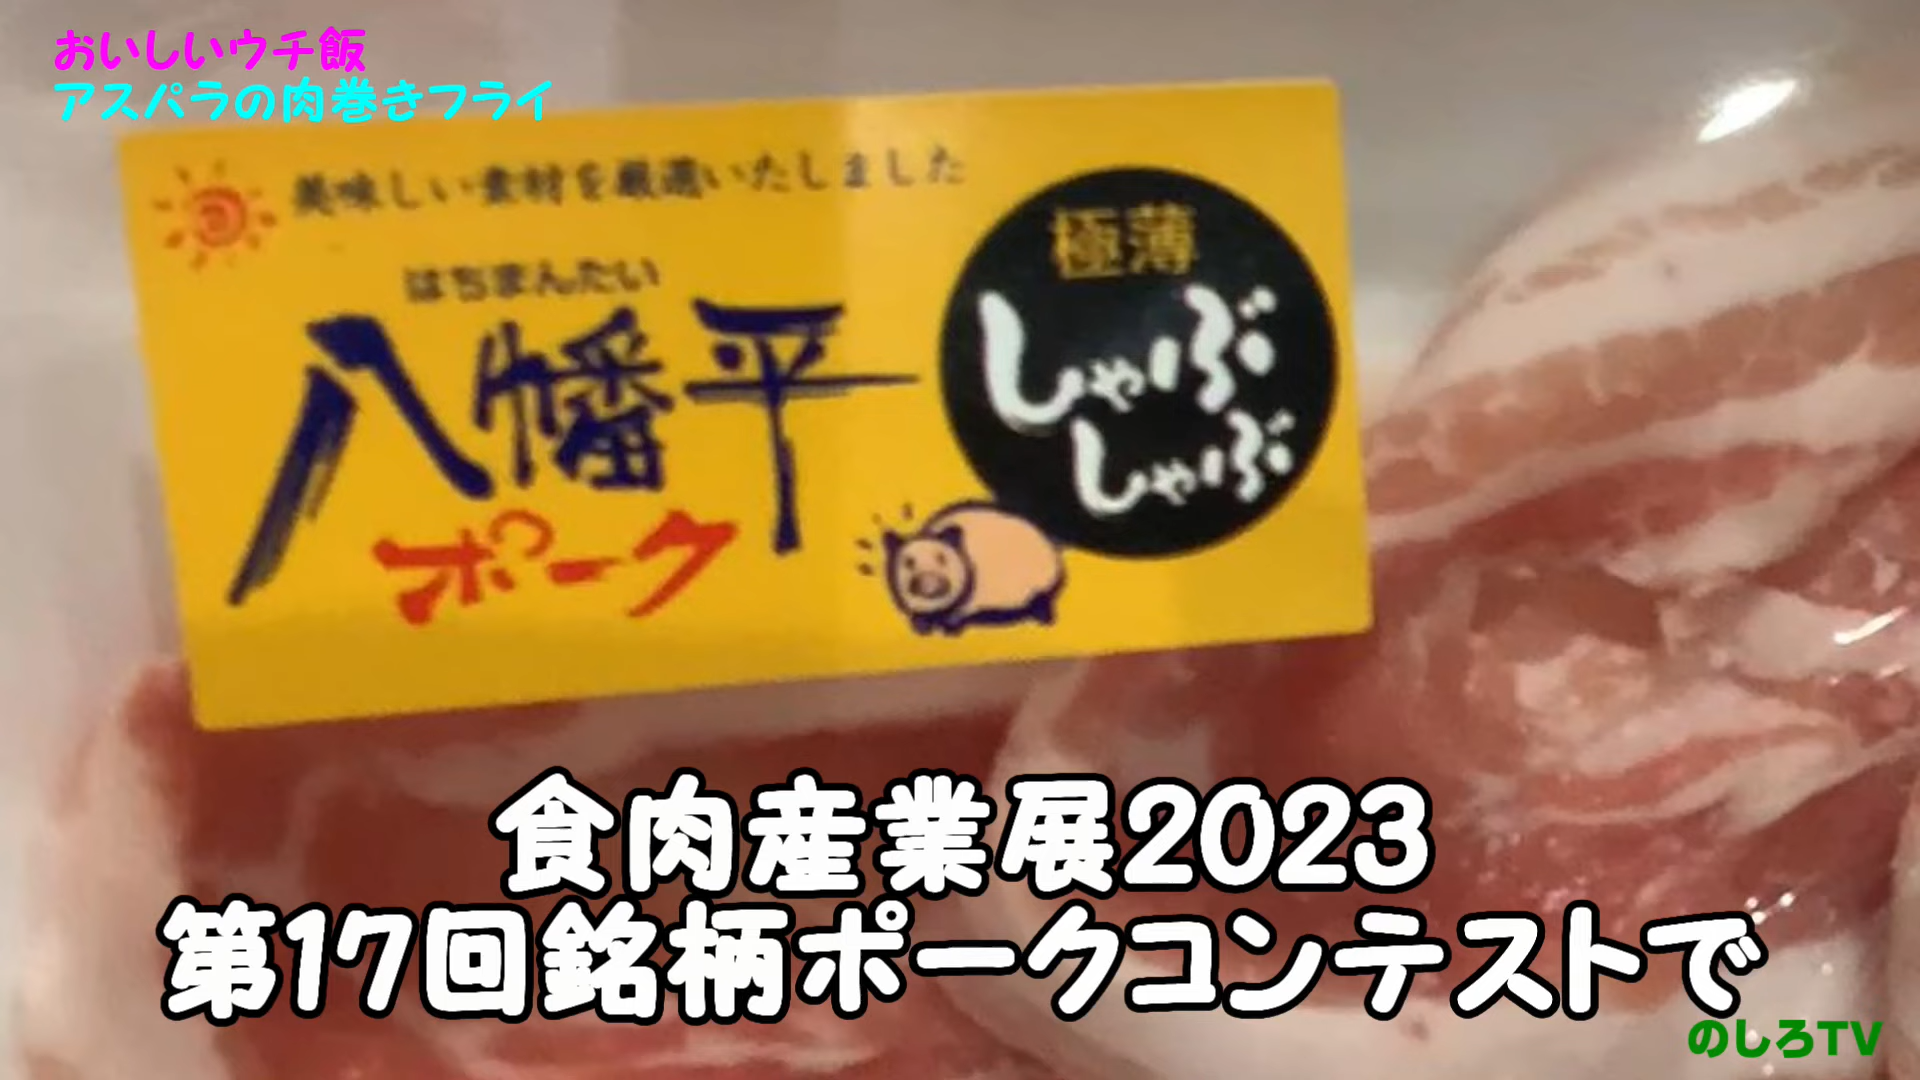 おいしいウチ飯
アスパラの肉巻きフライ
美味しい素材を厳選いたしました
はちまんたい
八幡平
ポーク
極薄
しゃぶ
しゃぶ
食肉産業展2023
第17回銘柄ポークコンテストで
のしろTV